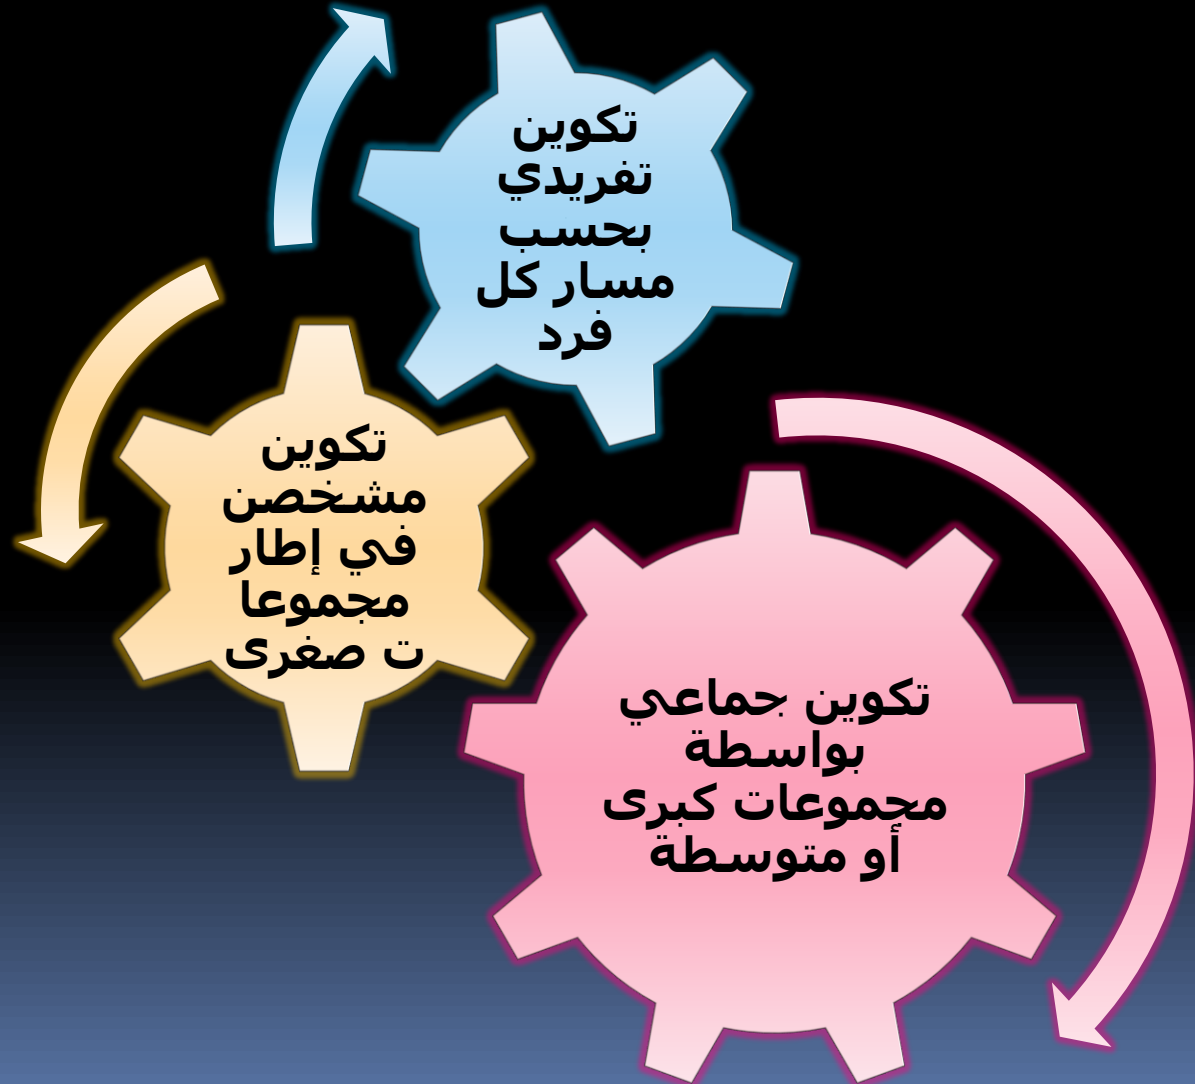 تكوين
تفريدي
بحسب
مسار كل
فرد
تكوين
مشخصن
في إطار
مجموعا
ت صغرى
تكوين جماعي
بواسطة
مجموعات كبرى
أو متوسطة